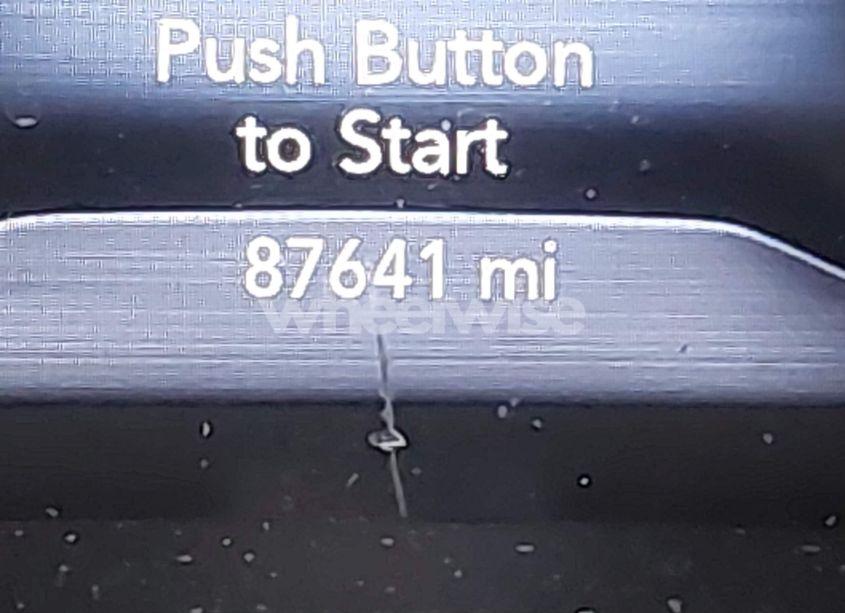 Push Button
to Start
87641 mi
wheelwise